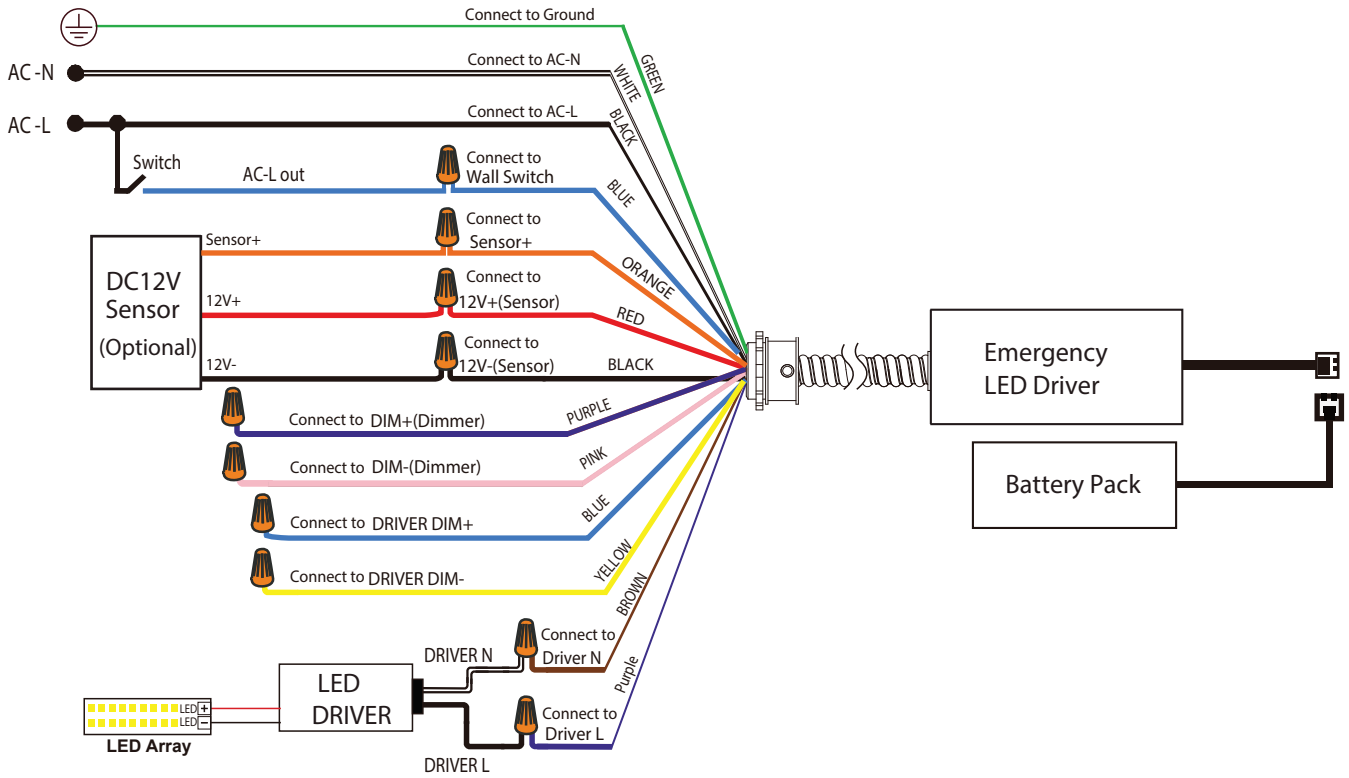 Connect to Ground
GREEN
AC -N
Connect to AC-N
WHITE
AC -L
Connect to AC-L
BLACK
Switch
AC-L out
Connect to
Wall Switch
BLUE
Sensor+
Connect to
Sensor+
ORANGE
DC12V
Sensor
(Optional)
12V+
Connect to
12V+(Sensor)
RED
12V-
Connect to
12V-(Sensor)
BLACK
Connect to DIM+(Dimmer)
PURPLE
Connect to DIM-(Dimmer)
PINK
Connect to DRIVER DIM+
BLUE
Connect to DRIVER DIM-
YELLOW
BROWN
Emergency
LED Driver
Battery Pack
DRIVER N
Connect to
Driver N
Purple
LED
DRIVER
Connect to
Driver L
DRIVER L
LED +
LED −
LED Array